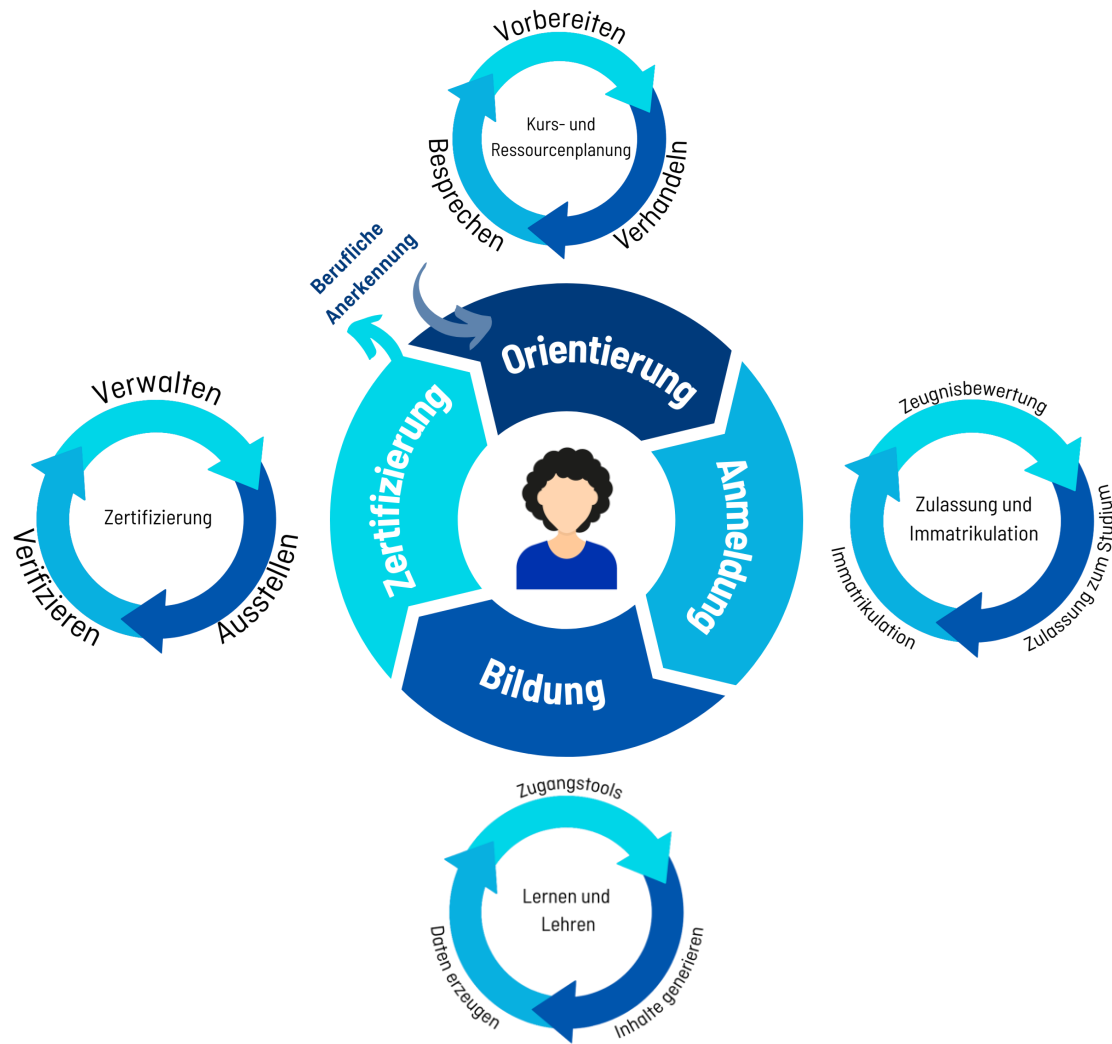 Vorbereiten
Kurs- und
Ressourcenplanung
Besprechen
Verhandeln
Berufliche
Anerkennung
Orientierung
Anmeldung
Bildung
Zertifizierung
Verwalten
Zertifizierung
Verifizieren
Ausstellen
Zeugnisbewertung
Zulassung und
Immatrikulation
Immatrikulation
Zulassung zum Studium
Zugangstools
Lernen und
Lehren
Daten erzeugen
Inhalte generieren